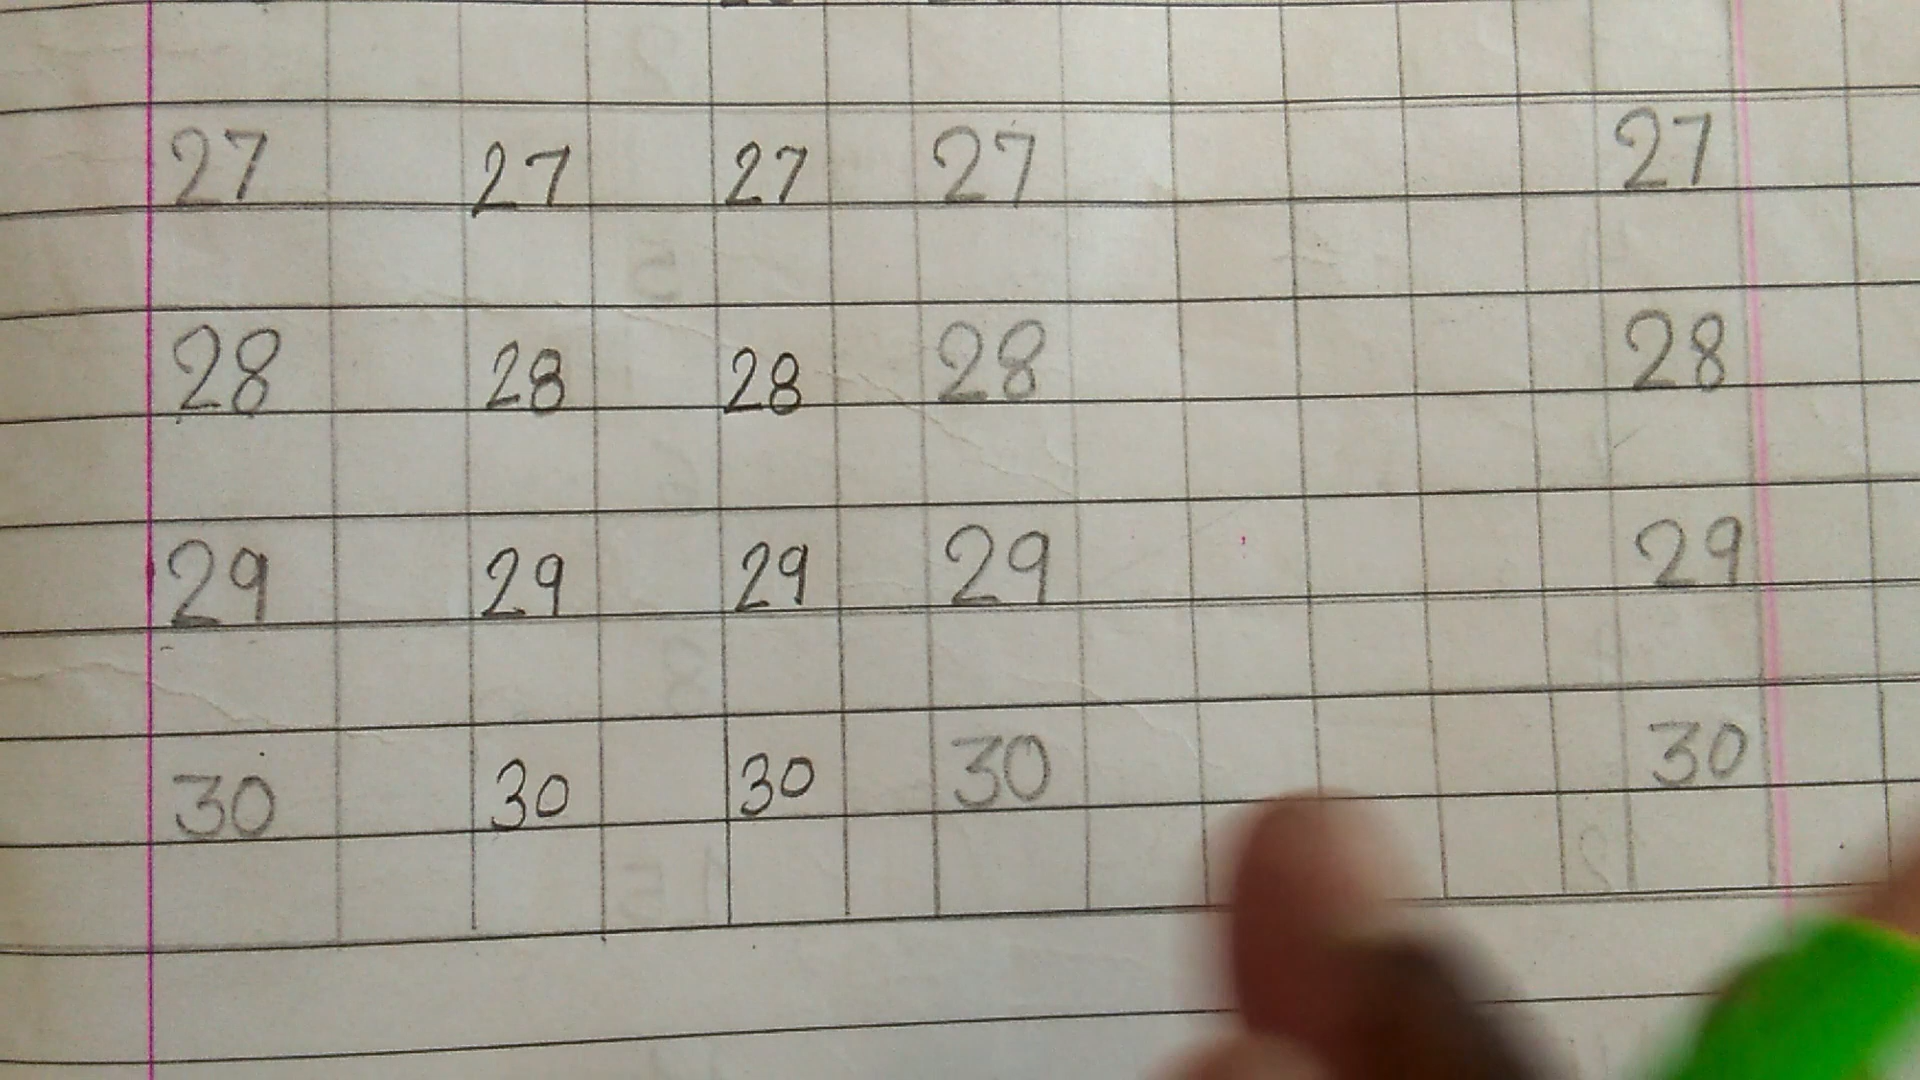 27 27 27 27 27
28 28 28 28 28
29 29 29 29 29
30 30 30 30 30